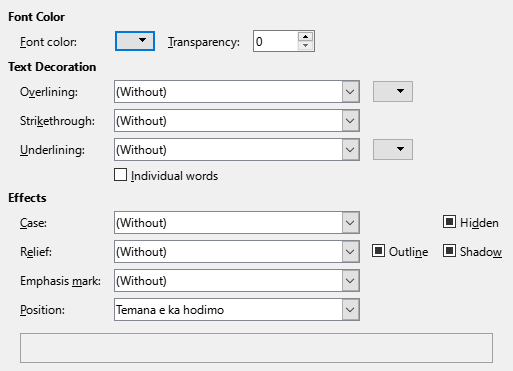 Font Color
Font color: Transparency: 0
Text Decoration
Overlining: (Without)
Strikethrough: (Without)
Underlining: (Without)
Individual words
Effects
Case: (Without) Hidden
Relief: (Without) Outline Shadow
Emphasis mark: (Without)
Position: Temana e ka hodimo